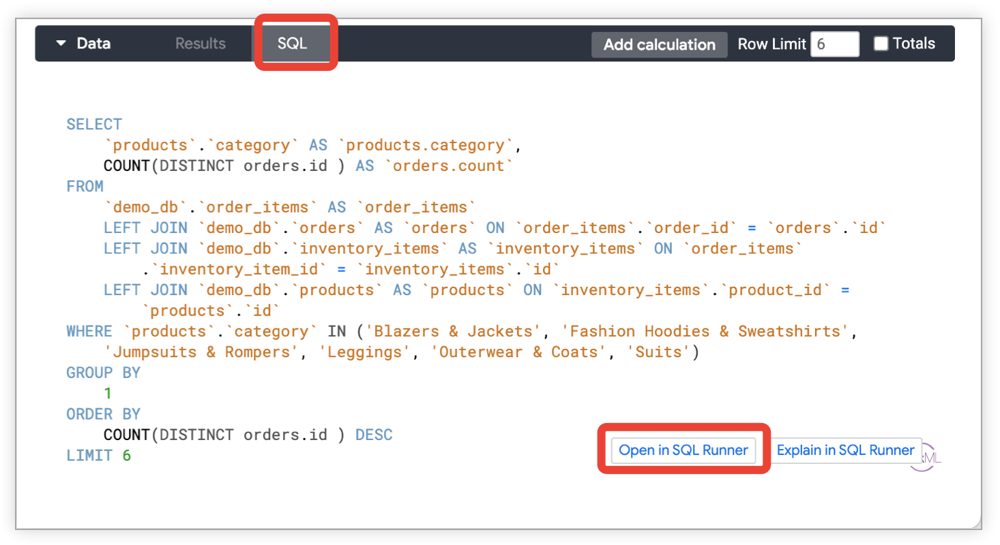 Data Results SQL Add calculation Row Limit 6 Totals
SELECT
`products`.`category` AS `products.category`,
COUNT(DISTINCT orders.id ) AS `orders.count`
FROM
`demo_db`.`order_items` AS `order_items`
LEFT JOIN `demo_db`.`orders` AS `orders` ON `order_items`.`order_id` = `orders`.`id`
LEFT JOIN `demo_db`.`inventory_items` AS `inventory_items` ON `order_items`
.`inventory_item_id` = `inventory_items`.`id`
LEFT JOIN `demo_db`.`products` AS `products` ON `inventory_items`.`product_id` =
`products`.`id`
WHERE `products`.`category` IN ('Blazers & Jackets', 'Fashion Hoodies & Sweatshirts',
'Jumpsuits & Rompers', 'Leggings', 'Outerwear & Coats', 'Suits')
GROUP BY
1
ORDER BY
COUNT(DISTINCT orders.id ) DESC
LIMIT 6
Open in SQL Runner Explain in SQL Runner